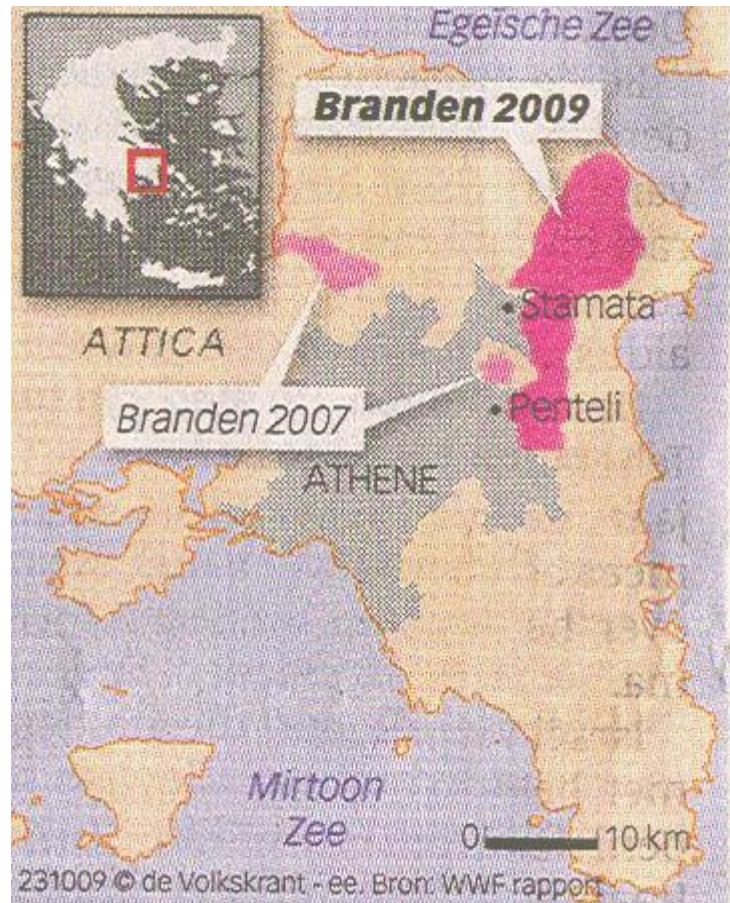 Egeïsche Zee
Branden 2009
Stamata
ATTICA
Branden 2007
Penteli
ATHENE
Mirtoon
Zee
0 10 km
231009 © de Volkskrant - ee. Bron: WWF rapport